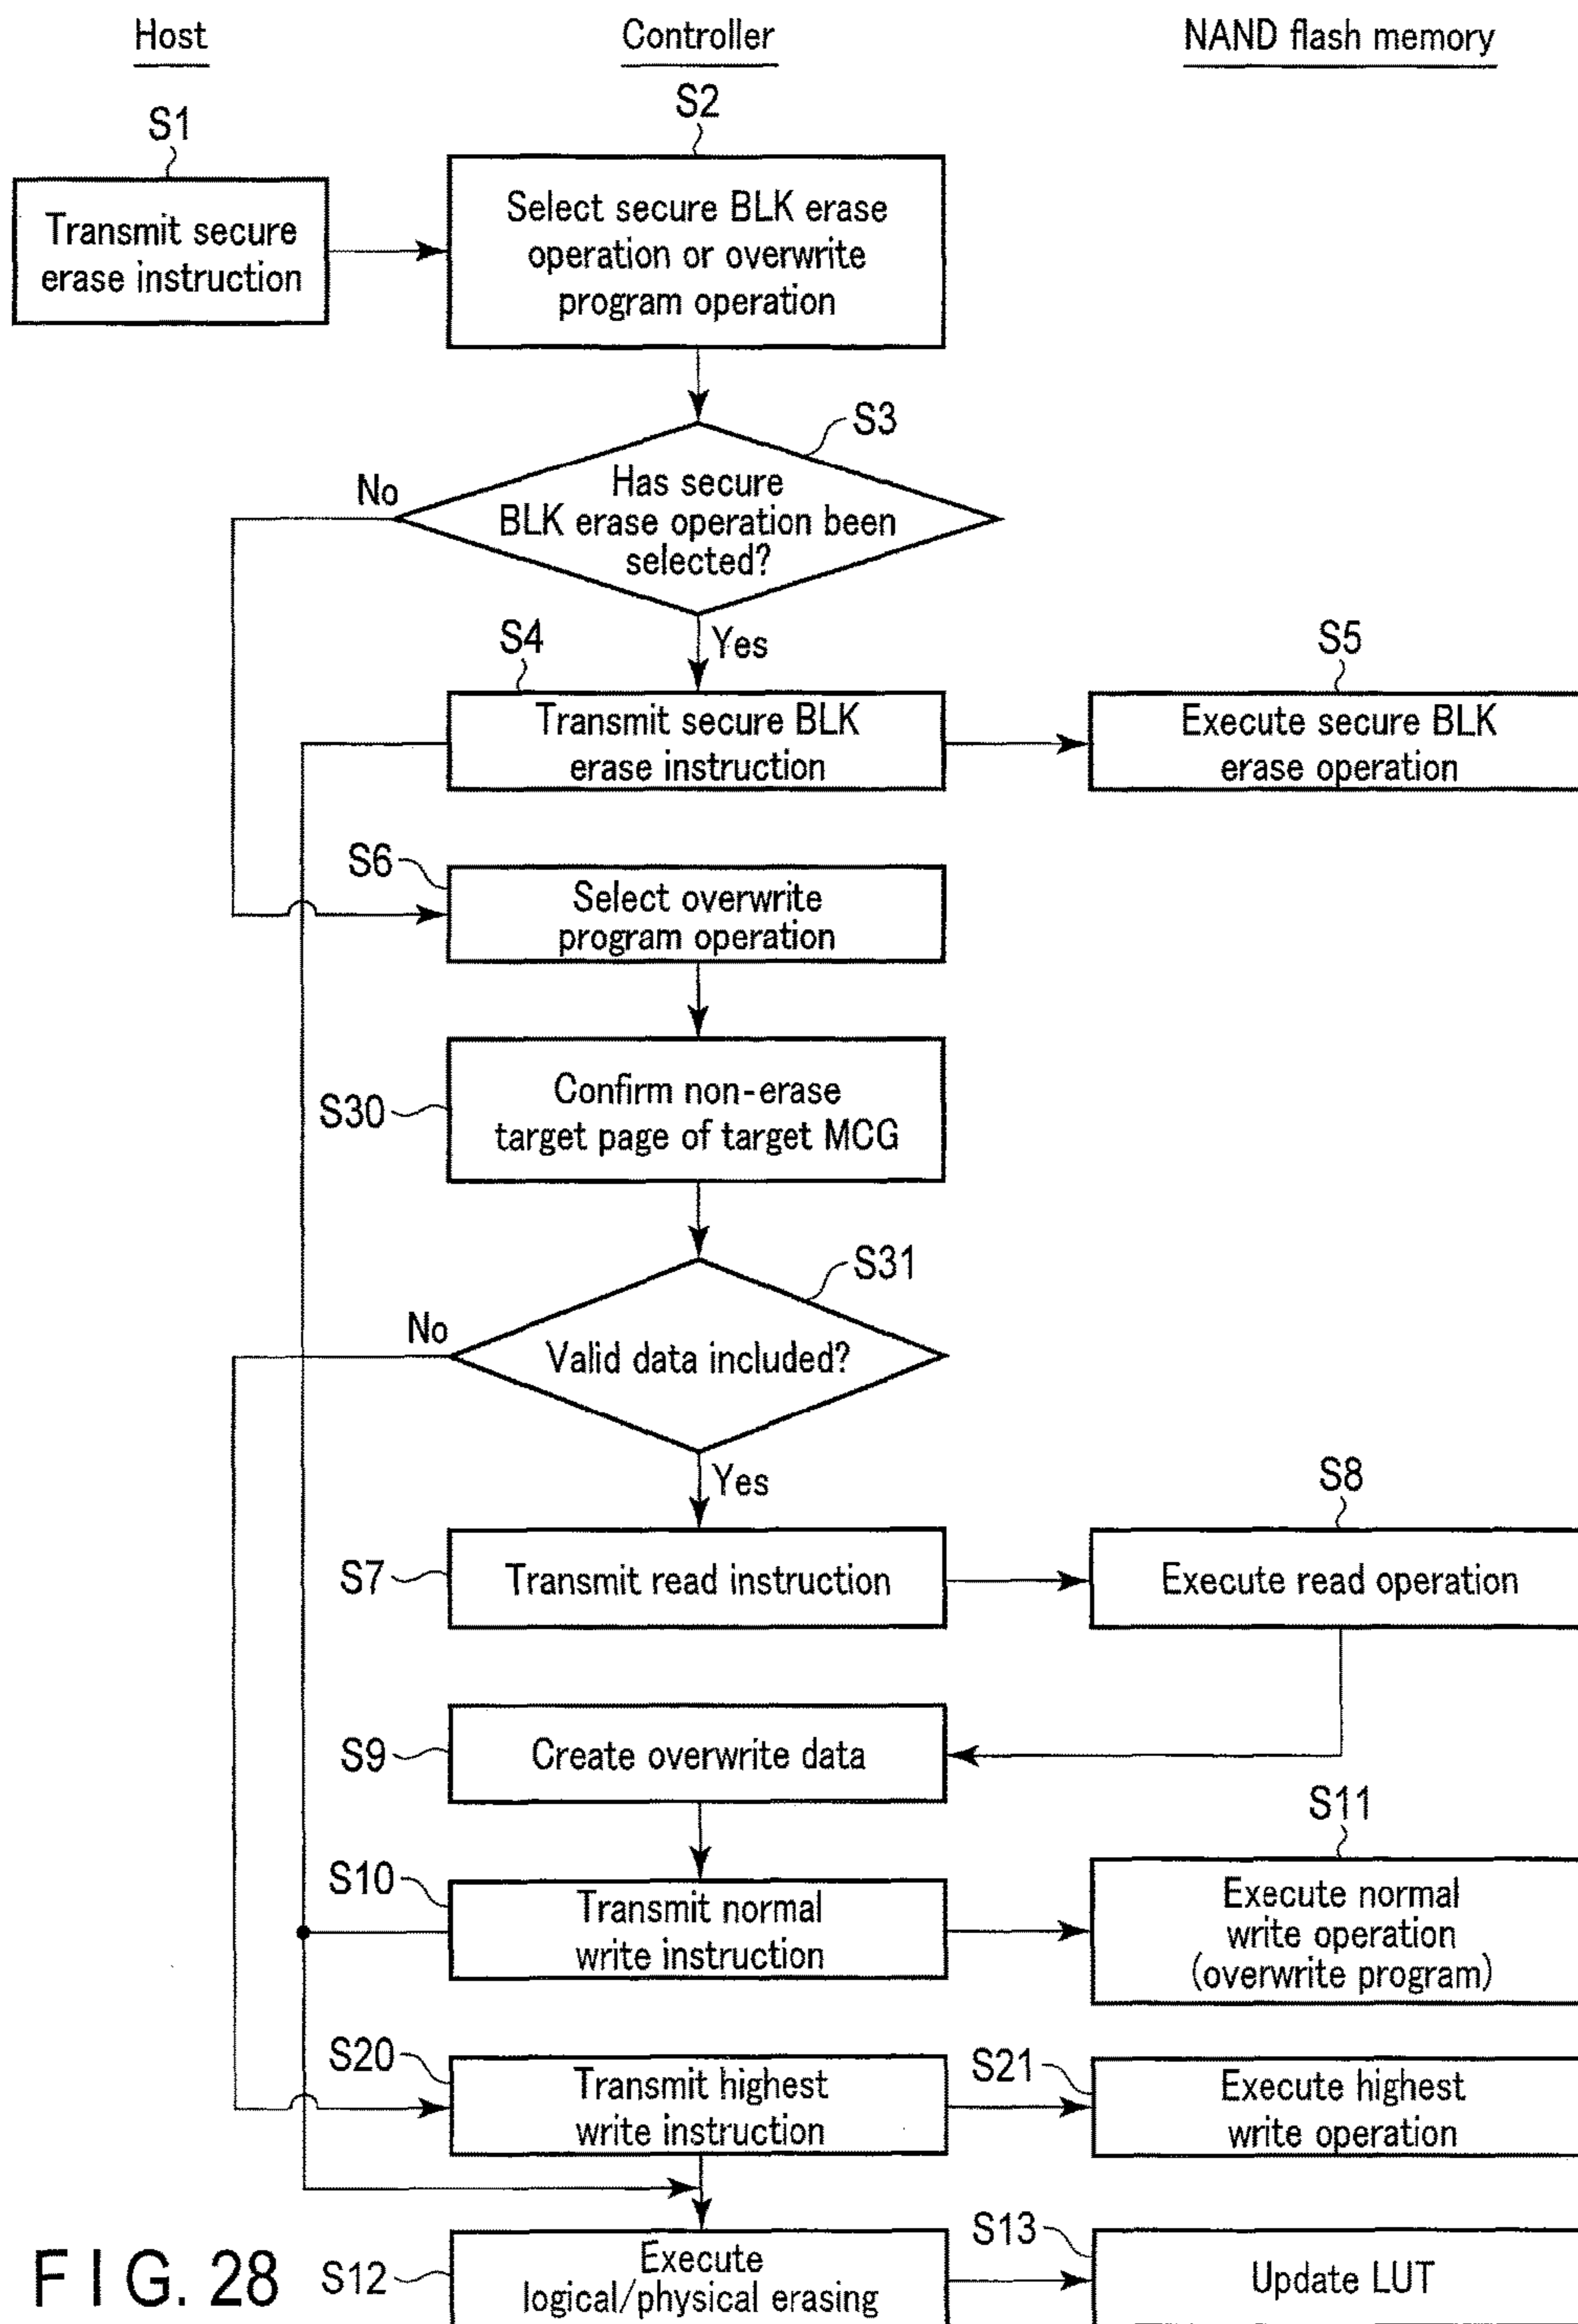 Host
Controller
NAND flash memory
S1
S2
Transmit secure
erase instruction
Select secure BLK erase
operation or overwrite
program operation
S3
Has secure
BLK erase operation been
selected?
No
Yes
S4
S5
Transmit secure BLK
erase instruction
Execute secure BLK
erase operation
S6
Select overwrite
program operation
S30
Confirm non-erase
target page of target MCG
S31
Valid data included?
No
Yes
S7
Transmit read instruction
S8
Execute read operation
S9
Create overwrite data
S10
Transmit normal
write instruction
S11
Execute normal
write operation
(overwrite program)
S20
Transmit highest
write instruction
S21
Execute highest
write operation
S12
Execute
logical/physical erasing
S13
Update LUT
FIG. 28